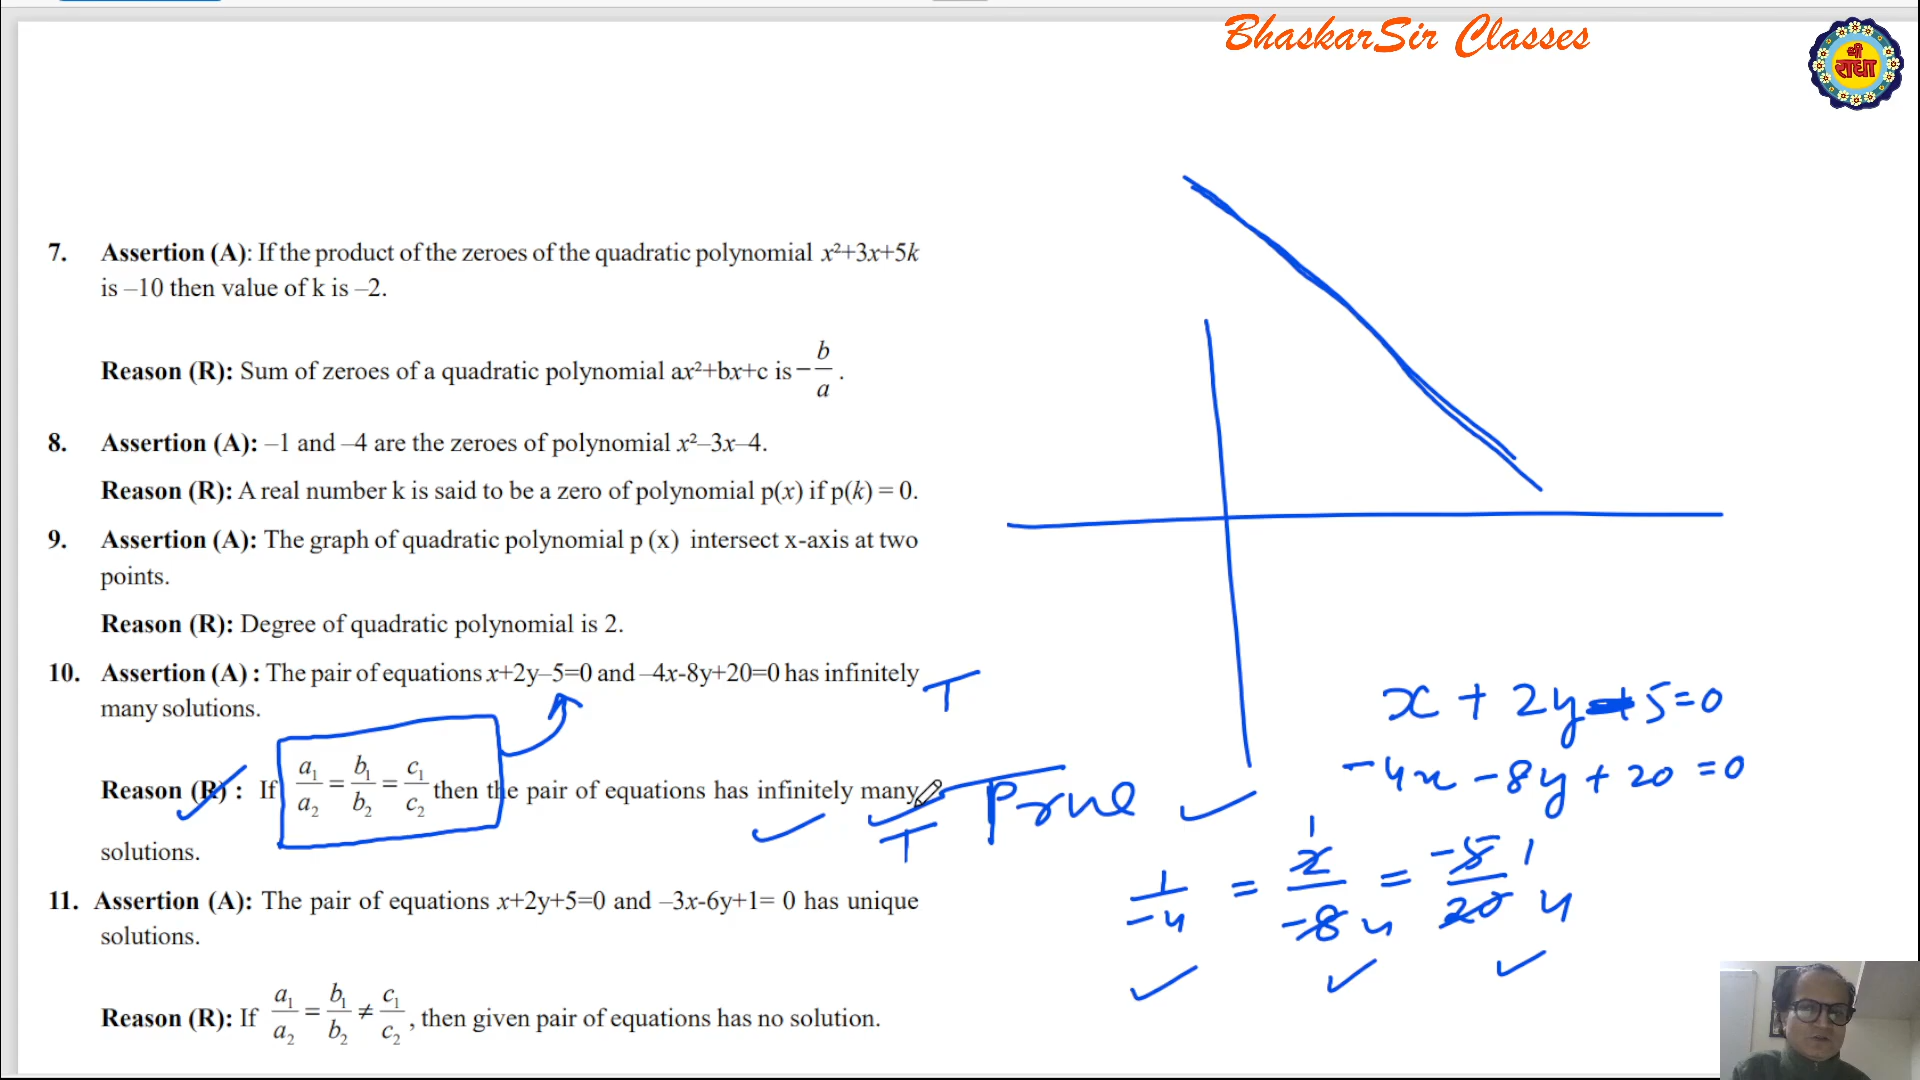 BhaskarSir Classes
श्री
राधा
7. Assertion (A): If the product of the zeroes of the quadratic polynomial x²+3x+5k
is –10 then value of k is –2.
Reason (R): Sum of zeroes of a quadratic polynomial ax²+bx+c is –b/a.
8. Assertion (A): –1 and –4 are the zeroes of polynomial x²–3x–4.
Reason (R): A real number k is said to be a zero of polynomial p(x) if p(k) = 0.
9. Assertion (A): The graph of quadratic polynomial p (x) intersect x-axis at two
points.
Reason (R): Degree of quadratic polynomial is 2.
10. Assertion (A) : The pair of equations x+2y–5=0 and –4x-8y+20=0 has infinitely
many solutions.
T
Reason (R) : If a₁/a₂ = b₁/b₂ = c₁/c₂ then the pair of equations has infinitely many
solutions.
T
x + 2y - 5 = 0
-4x - 8y + 20 = 0
1/-4 = 2/-8 = -5/20
1 4 1 4
11. Assertion (A): The pair of equations x+2y+5=0 and –3x-6y+1= 0 has unique
solutions.
Reason (R): If a₁/a₂ = b₁/b₂ ≠ c₁/c₂, then given pair of equations has no solution.